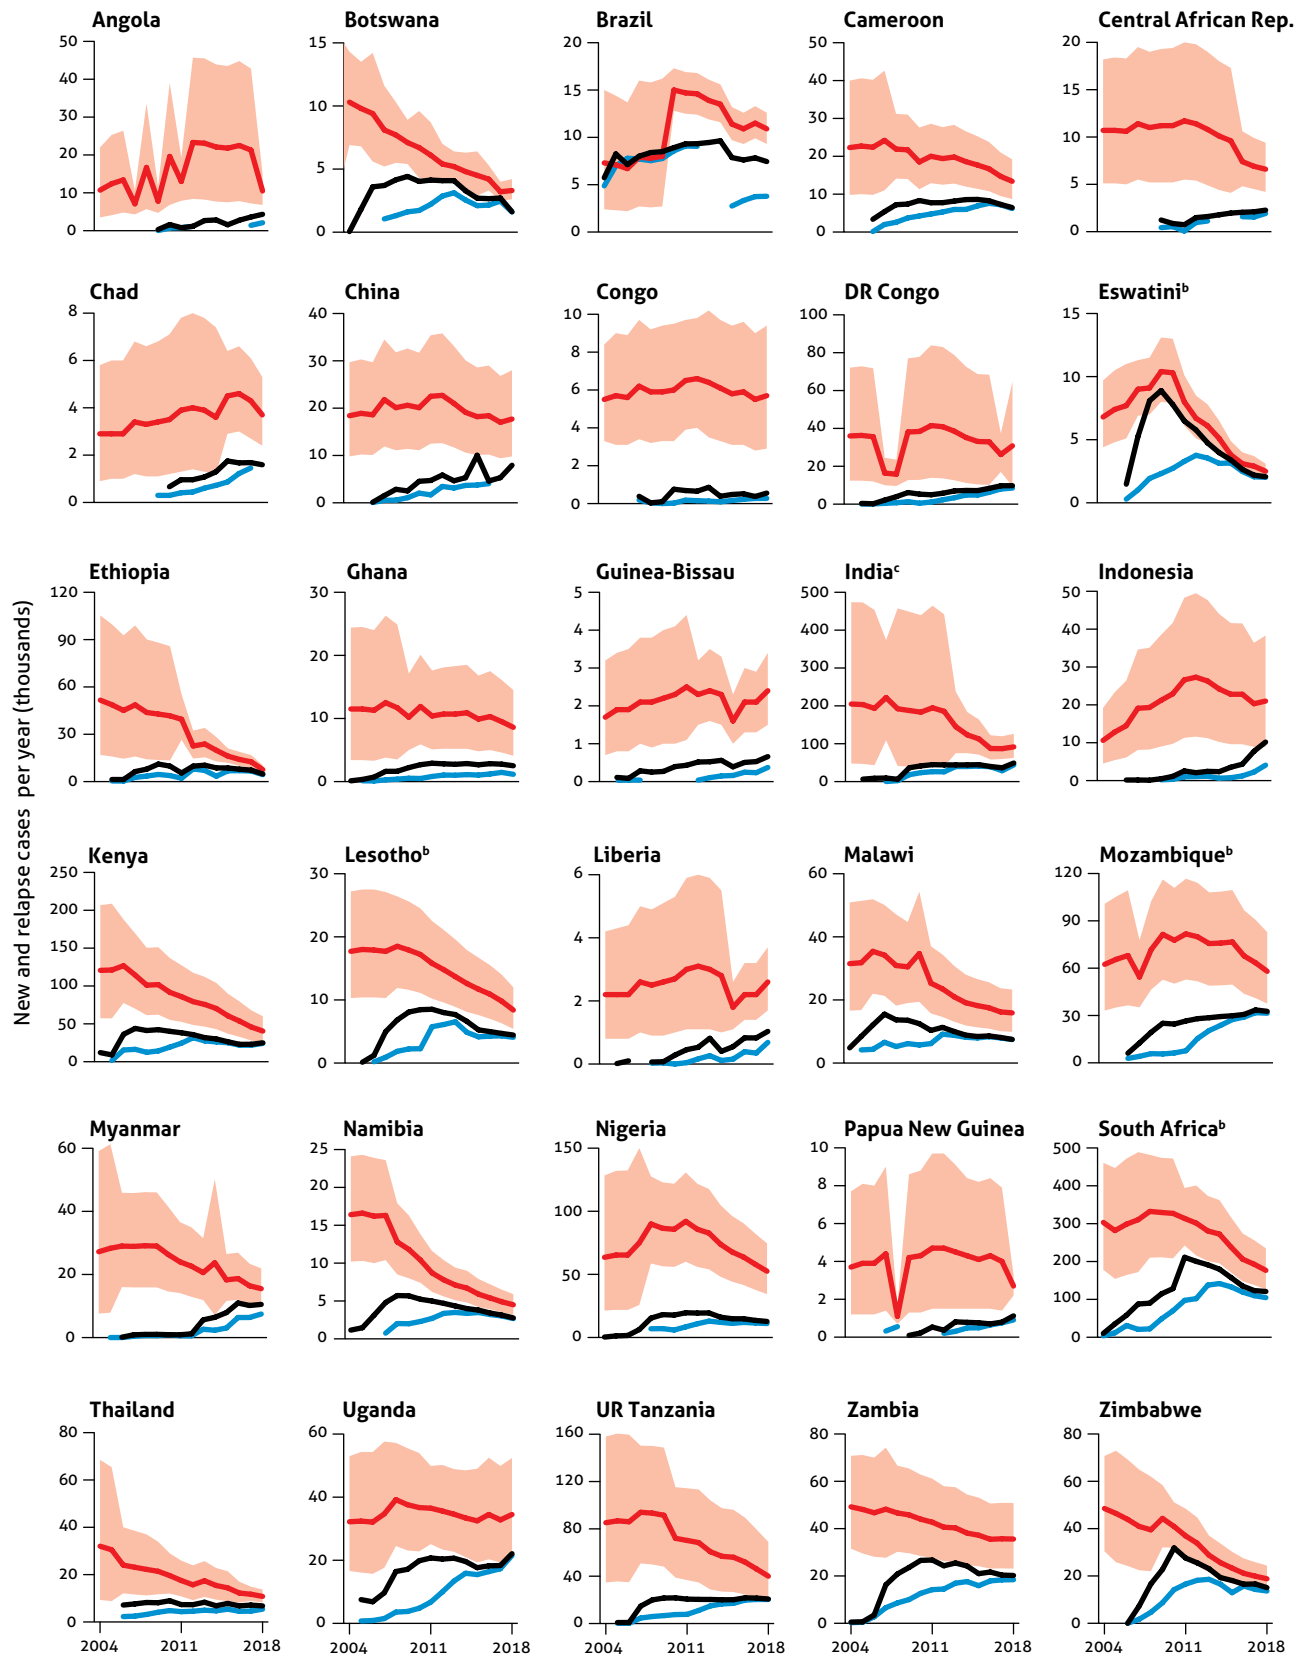 New and relapse cases per year (thousands)
Angola Botswana Brazil Cameroon Central African Rep.
50 15 20 50 20
40 15 40 15
30 10 10 30 10
20 5 5 20 5
10 0 0 10 0
0 0
Chad China Congo DR Congo Eswatiniᵇ
8 40 10 100 15
6 30 8 80 10
4 20 6 60 5
2 10 4 40 0
0 0 2 20
0 0
Ethiopia Ghana Guinea-Bissau Indiaᶜ Indonesia
120 30 5 500 50
90 20 4 400 40
60 10 3 300 30
30 0 2 200 20
0 1 100 10
0 0 0
Kenya Lesothoᵇ Liberia Malawi Mozambiqueᵇ
250 30 6 60 120
200 20 4 40 90
150 10 2 20 60
100 0 0 0 30
50 0
0
Myanmar Namibia Nigeria Papua New Guinea South Africaᵇ
60 25 150 10 500
40 20 100 8 400
20 15 50 6 300
0 10 0 4 200
5 2 100
0 0 0
Thailand Uganda UR Tanzania Zambia Zimbabwe
80 60 160 80 80
60 40 120 60 60
40 20 80 40 40
20 0 40 20 20
0 0 0 0
2004 2011 2018 2004 2011 2018 2004 2011 2018 2004 2011 2018 2004 2011 2018